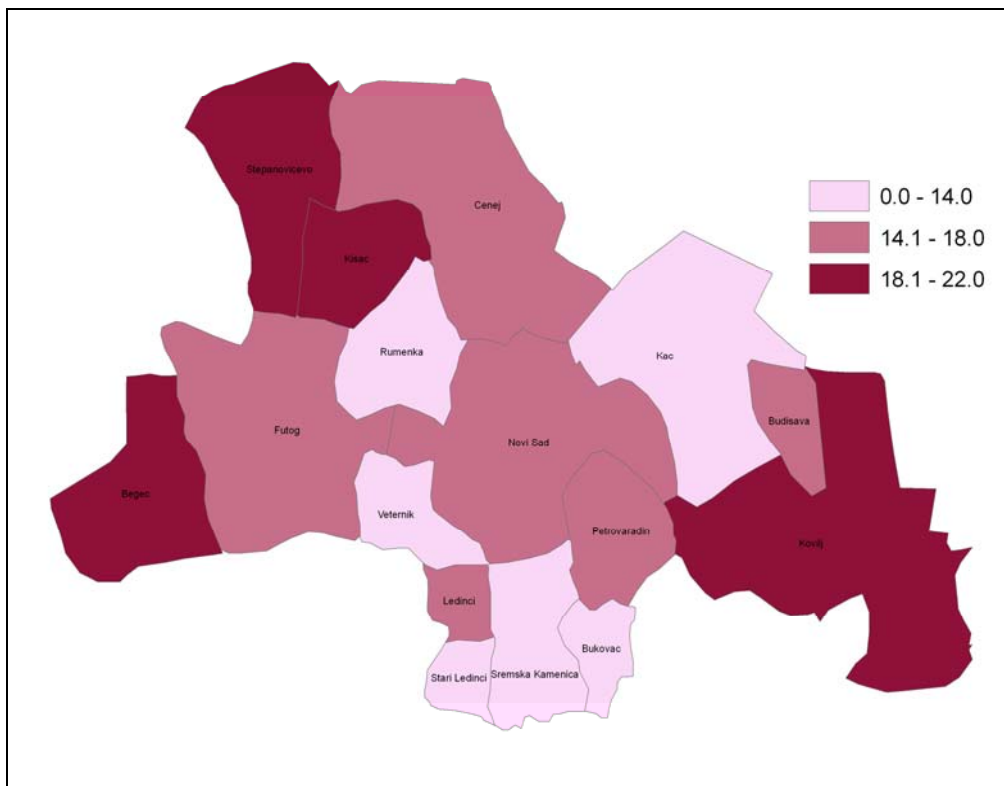 Stepanovicevo
Cenej
Kisac
0.0 - 14.0
14.1 - 18.0
18.1 - 22.0
Rumenka
Kac
Futog
Novi Sad
Budisava
Begec
Veternik
Petrovaradin
Kovilj
Ledinci
Bukovac
Stari Ledinci
Sremska Kamenica